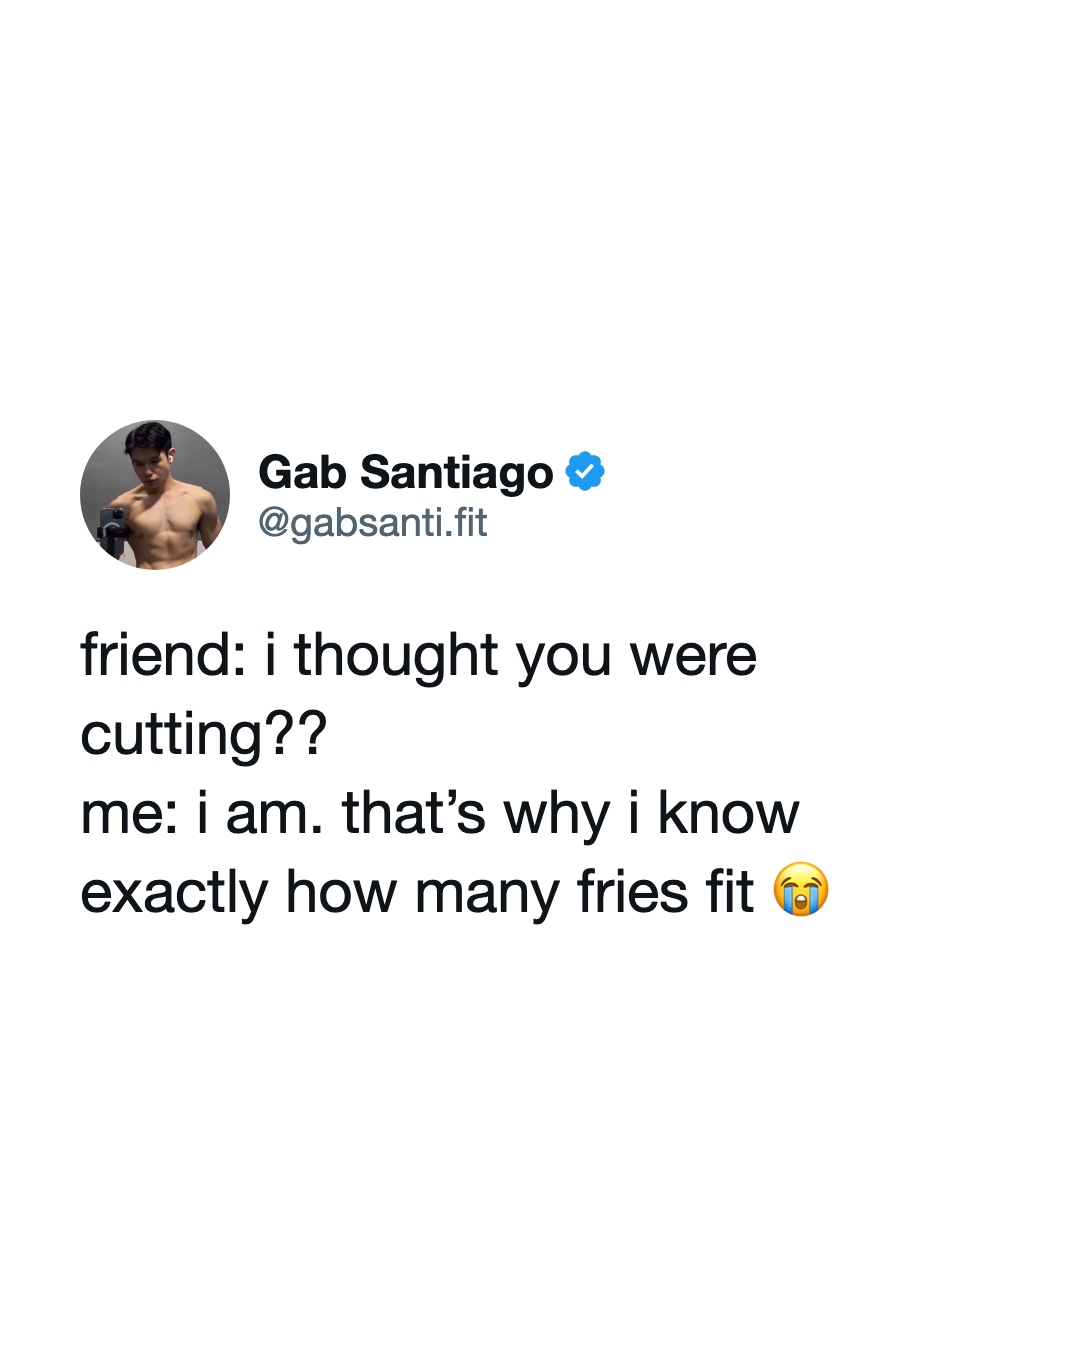 Gab Santiago
@gabsanti.fit
friend: i thought you were
cutting??
me: i am. that’s why i know
exactly how many fries fit 😭